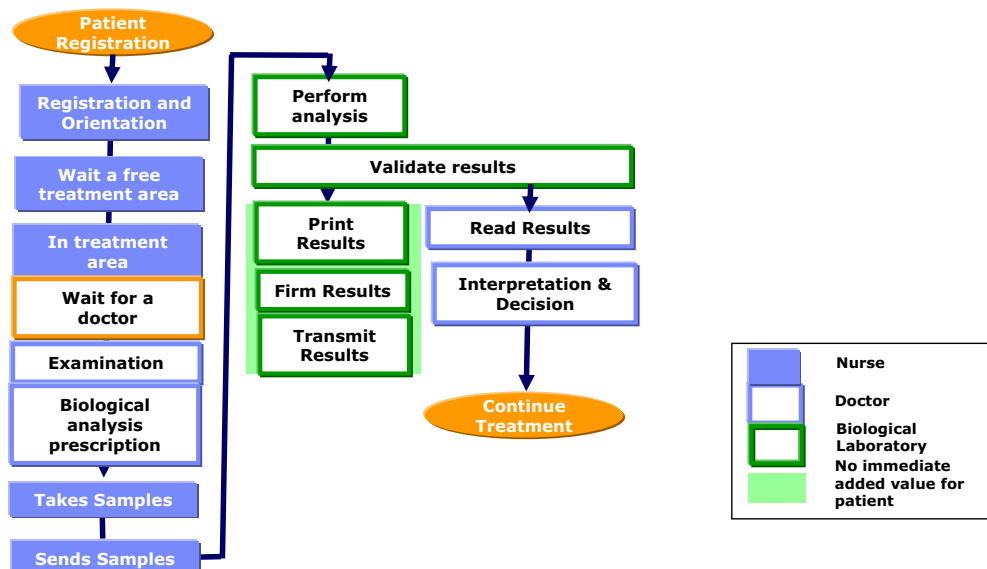 Patient
Registration
Registration and
Orientation
Wait a free
treatment area
In treatment
area
Wait for a
doctor
Examination
Biological
analysis
prescription
Takes Samples
Sends Samples
Perform
analysis
Validate results
Print
Results
Firm Results
Transmit
Results
Read Results
Interpretation &
Decision
Continue
Treatment
Nurse
Doctor
Biological
Laboratory
No immediate
added value for
patient